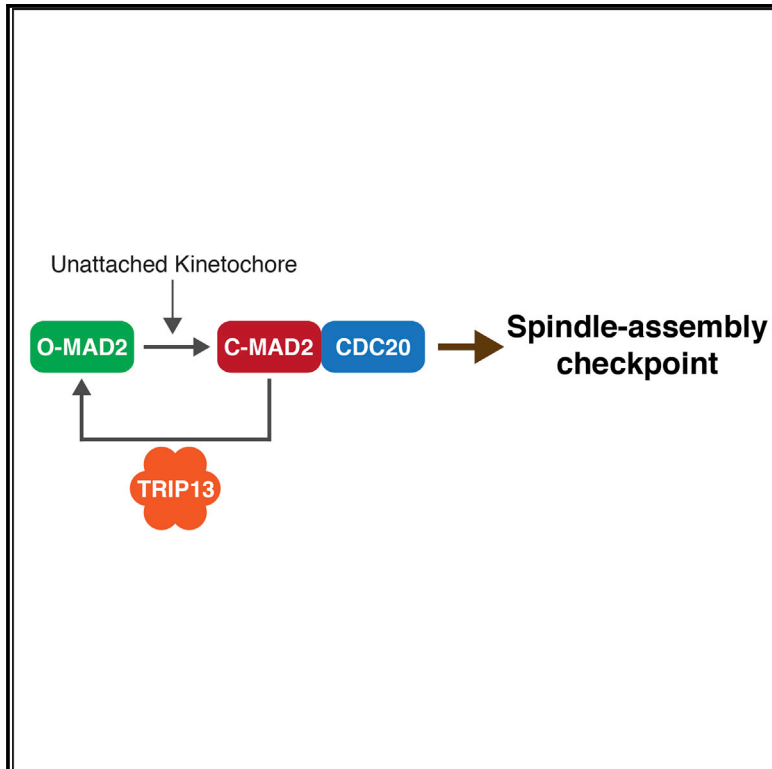 Unattached Kinetochore
O-MAD2
C-MAD2
CDC20
Spindle-assembly
checkpoint
TRIP13